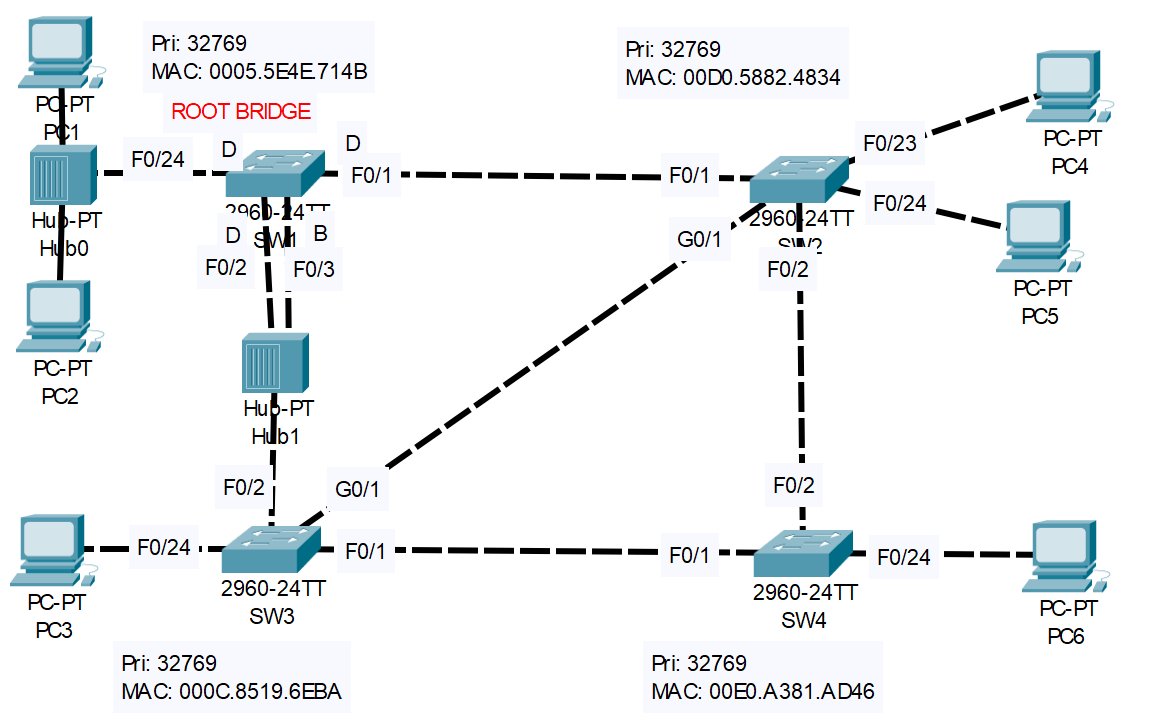 Pri: 32769
MAC: 0005.5E4E.714B
ROOT BRIDGE
Pri: 32769
MAC: 00D0.5882.4834
PC-PT
PC1
F0/24
D
D
F0/1
F0/1
F0/23
PC-PT
PC4
Hub-PT
Hub0
2960-24TT
SW1
D
B
F0/2
F0/3
2960-24TT
SW2
G0/1
F0/2
F0/24
PC-PT
PC5
PC-PT
PC2
Hub-PT
Hub1
F0/2
G0/1
F0/2
F0/24
F0/1
F0/1
F0/24
PC-PT
PC3
2960-24TT
SW3
2960-24TT
SW4
PC-PT
PC6
Pri: 32769
MAC: 000C.8519.6EBA
Pri: 32769
MAC: 00E0.A381.AD46